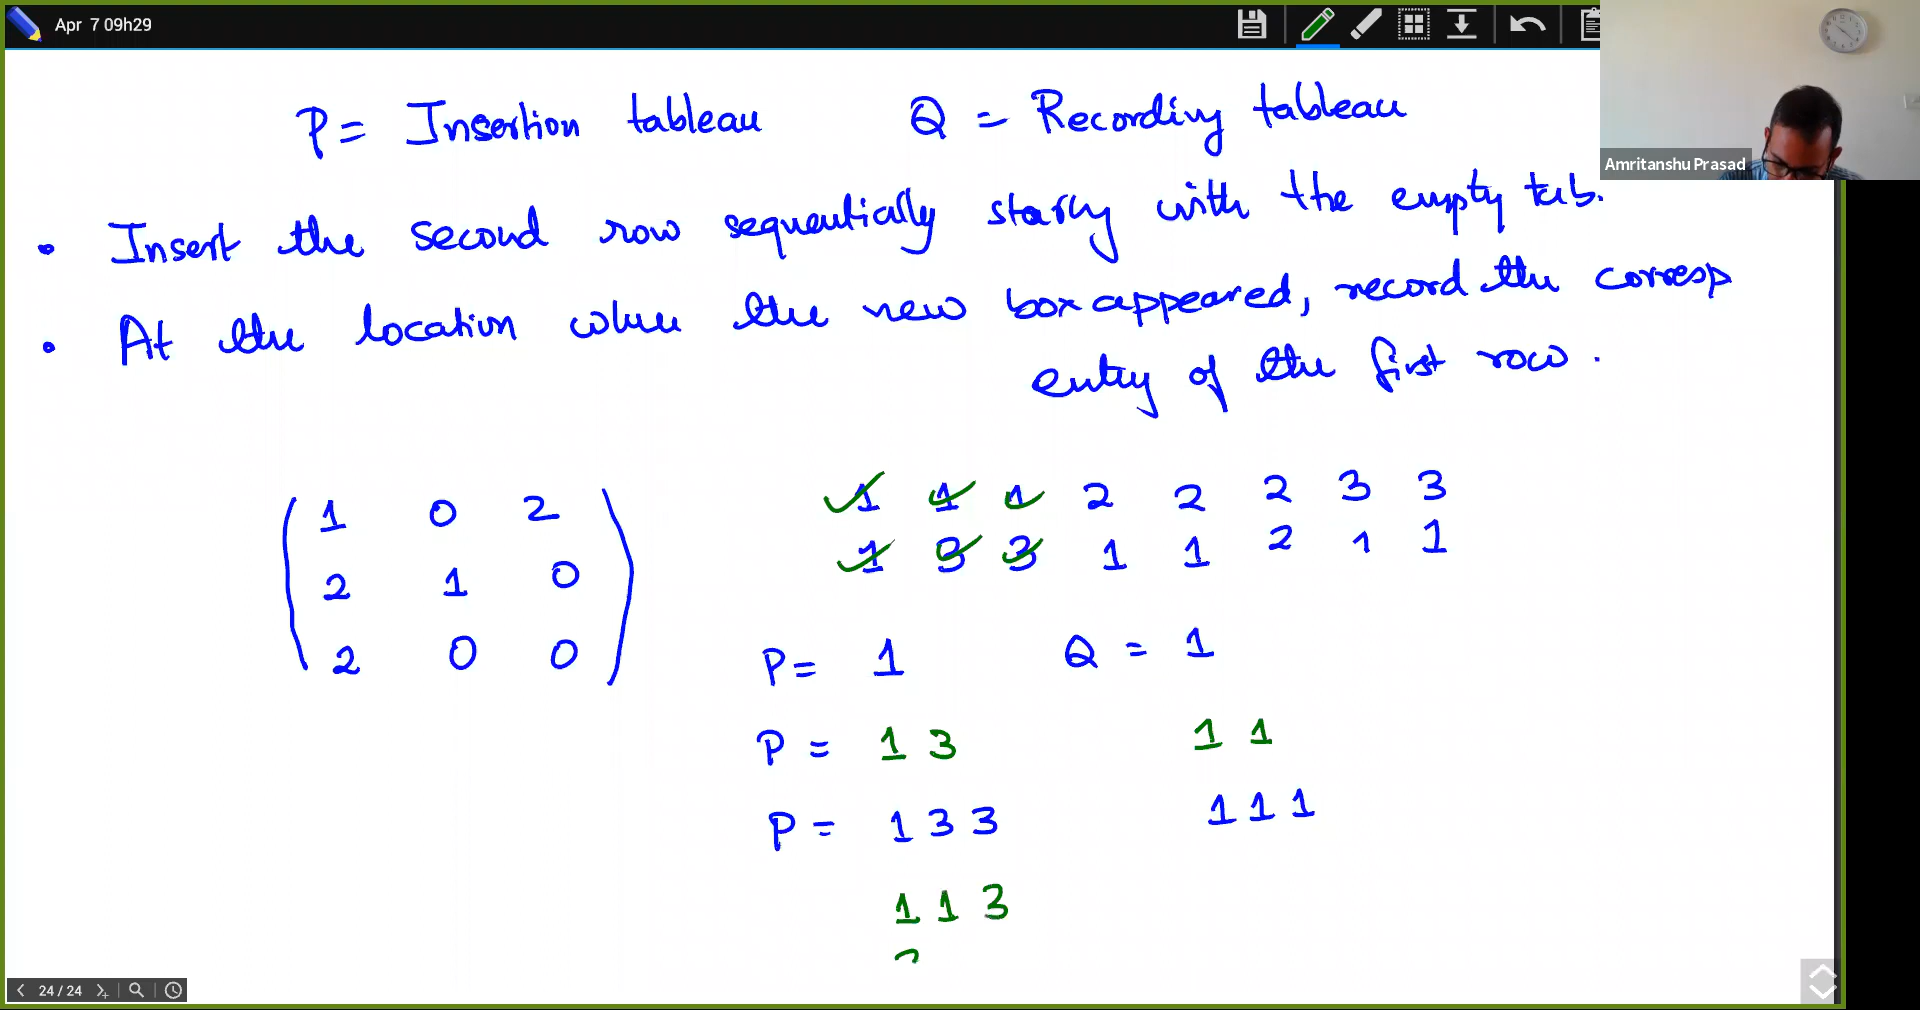 Apr 7 09h29
Amritanshu Prasad
P = Insertion tableau Q = Recording tableau
• Insert the second row sequentially starting with the empty tab.
• At the location where the new box appeared, record the corresp
entry of the first row.
1 0 2
2 1 0
2 0 0
1 1 1 2 2 2 3 3
1 3 3 1 1 2 1 1
P = 1 Q = 1
P = 1 3 1 1
P = 1 3 3 1 1 1
1 1 3
24 / 24